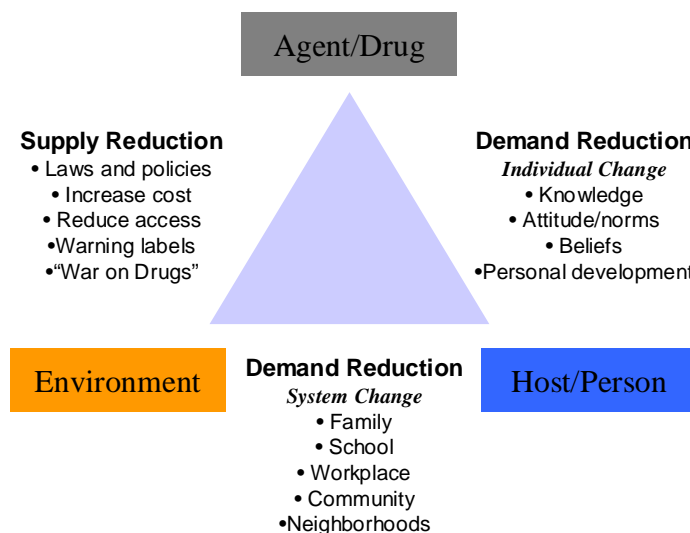 Agent/Drug
Supply Reduction
• Laws and policies
• Increase cost
• Reduce access
•Warning labels
•“War on Drugs”
Demand Reduction
Individual Change
• Knowledge
• Attitude/norms
• Beliefs
•Personal development
Environment
Demand Reduction
System Change
• Family
• School
• Workplace
• Community
•Neighborhoods
Host/Person